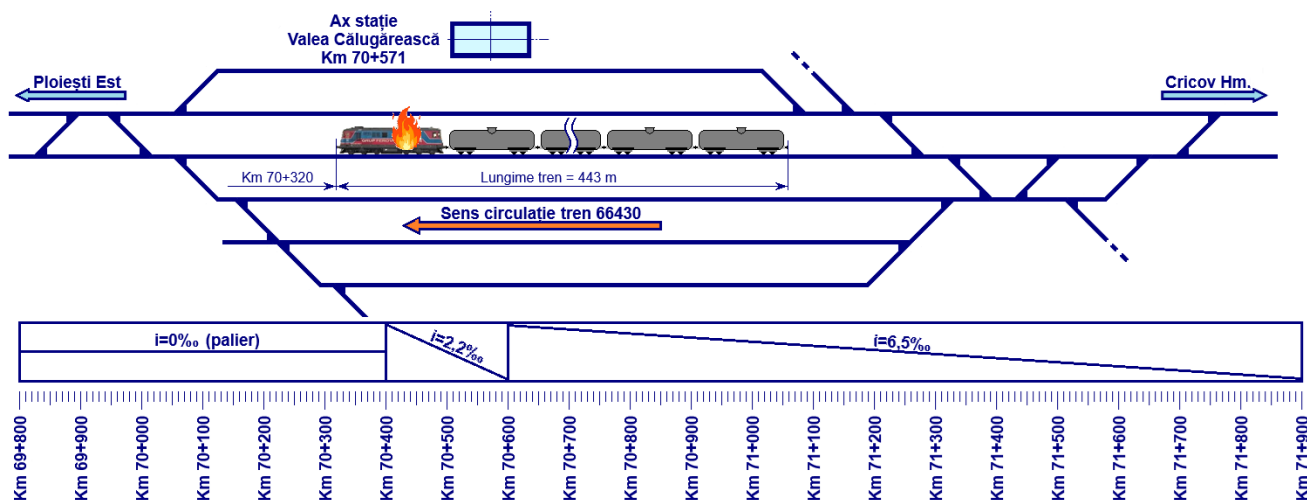 Ax stație
Valea Călugărească
Km 70+571
Ploiești Est
Cricov Hm.
Km 70+320
Lungime tren = 443 m
Sens circulație tren 66430
i=0‰ (palier)
i=2,2‰
i=6,5‰
Km 69+800
Km 69+900
Km 70+000
Km 70+100
Km 70+200
Km 70+300
Km 70+400
Km 70+500
Km 70+600
Km 70+700
Km 70+800
Km 70+900
Km 71+000
Km 71+100
Km 71+200
Km 71+300
Km 71+400
Km 71+500
Km 71+600
Km 71+700
Km 71+800
Km 71+900